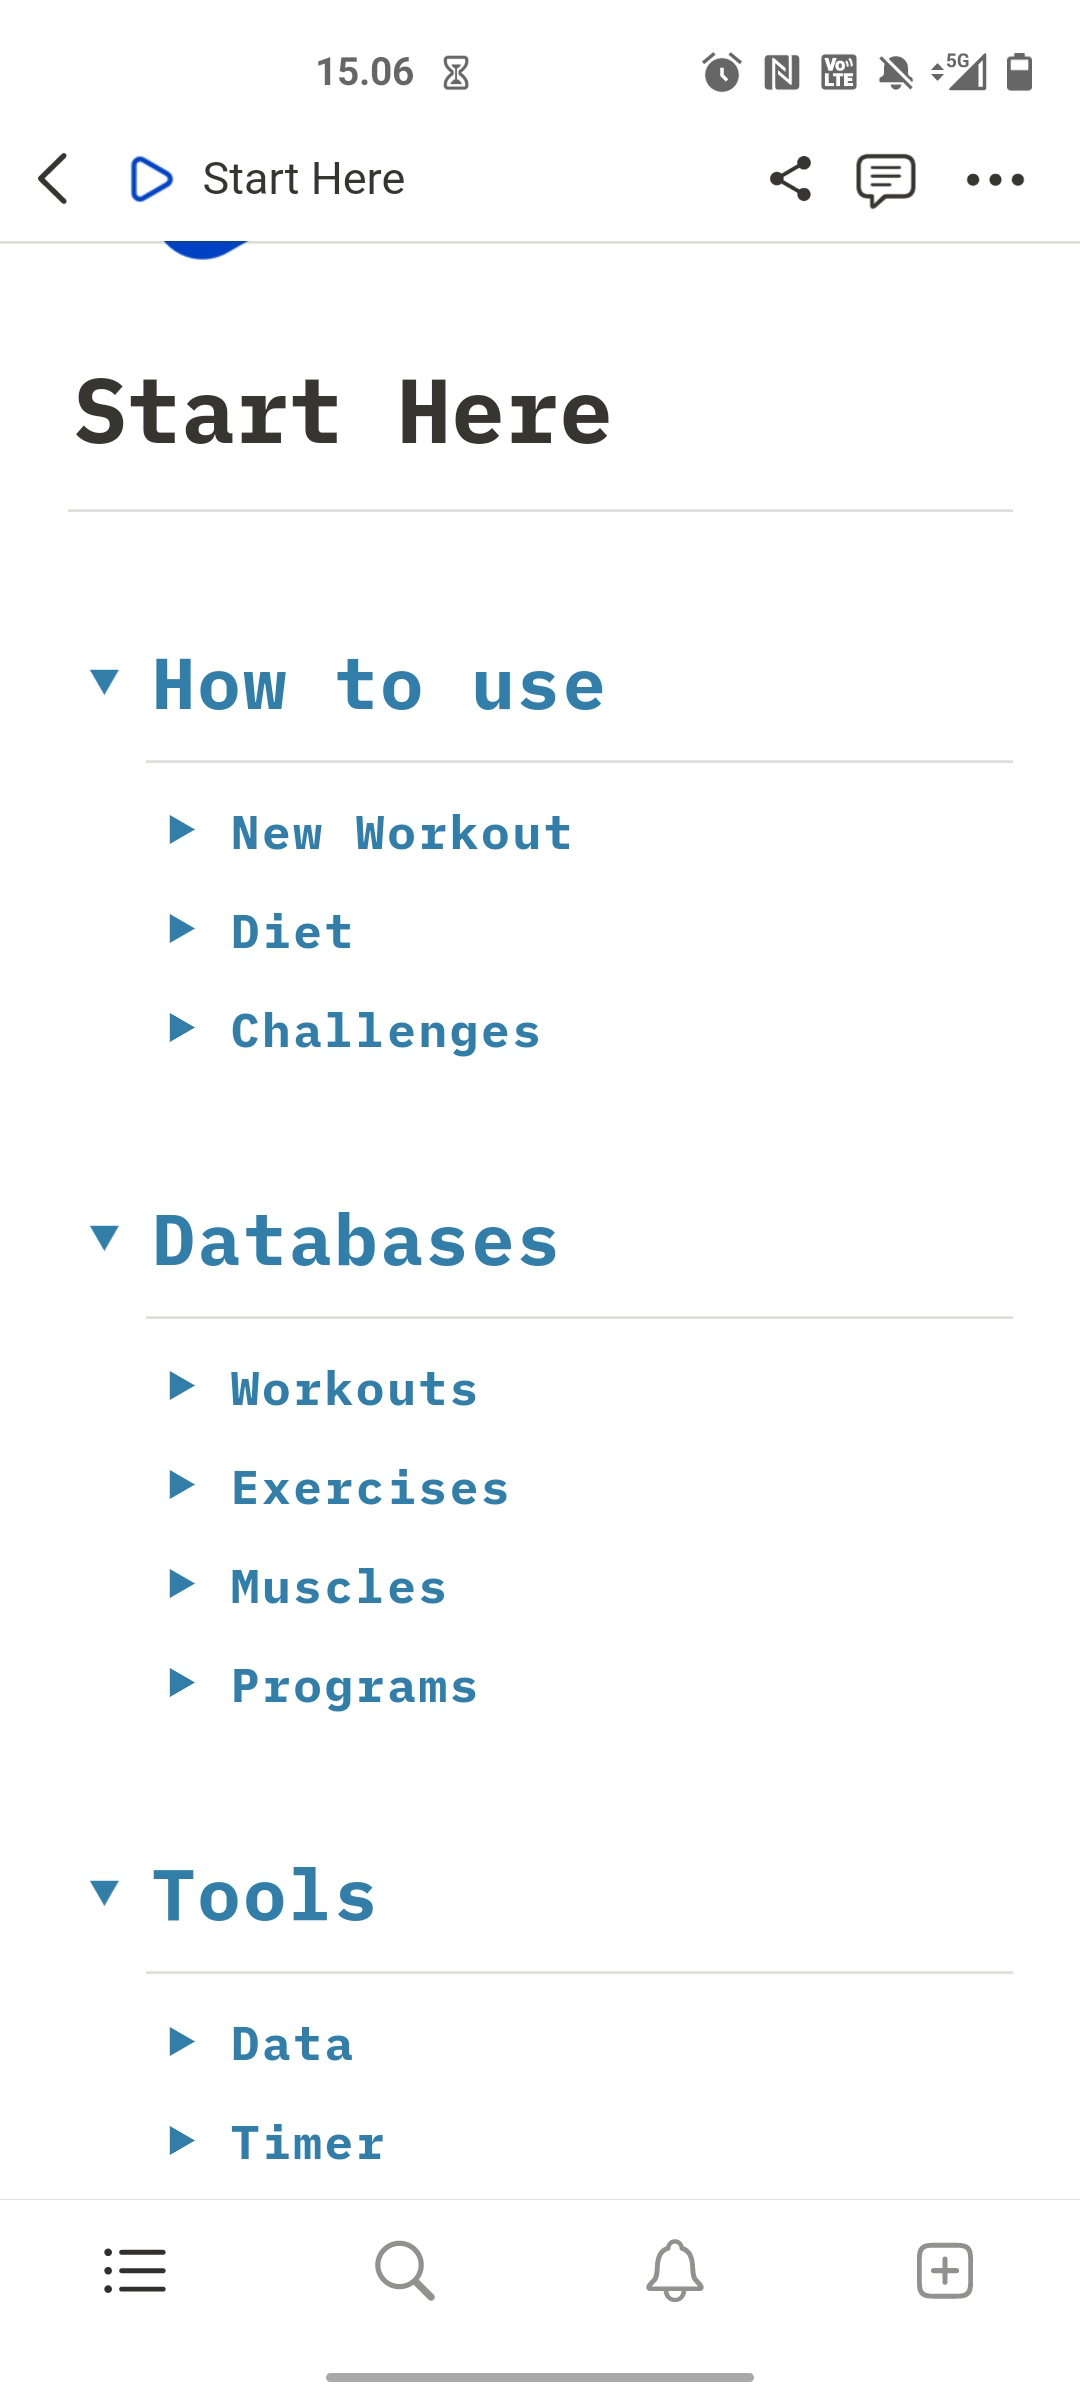 15.06
Vo LTE
5G
Start Here
Start Here
How to use
New Workout
Diet
Challenges
Databases
Workouts
Exercises
Muscles
Programs
Tools
Data
Timer